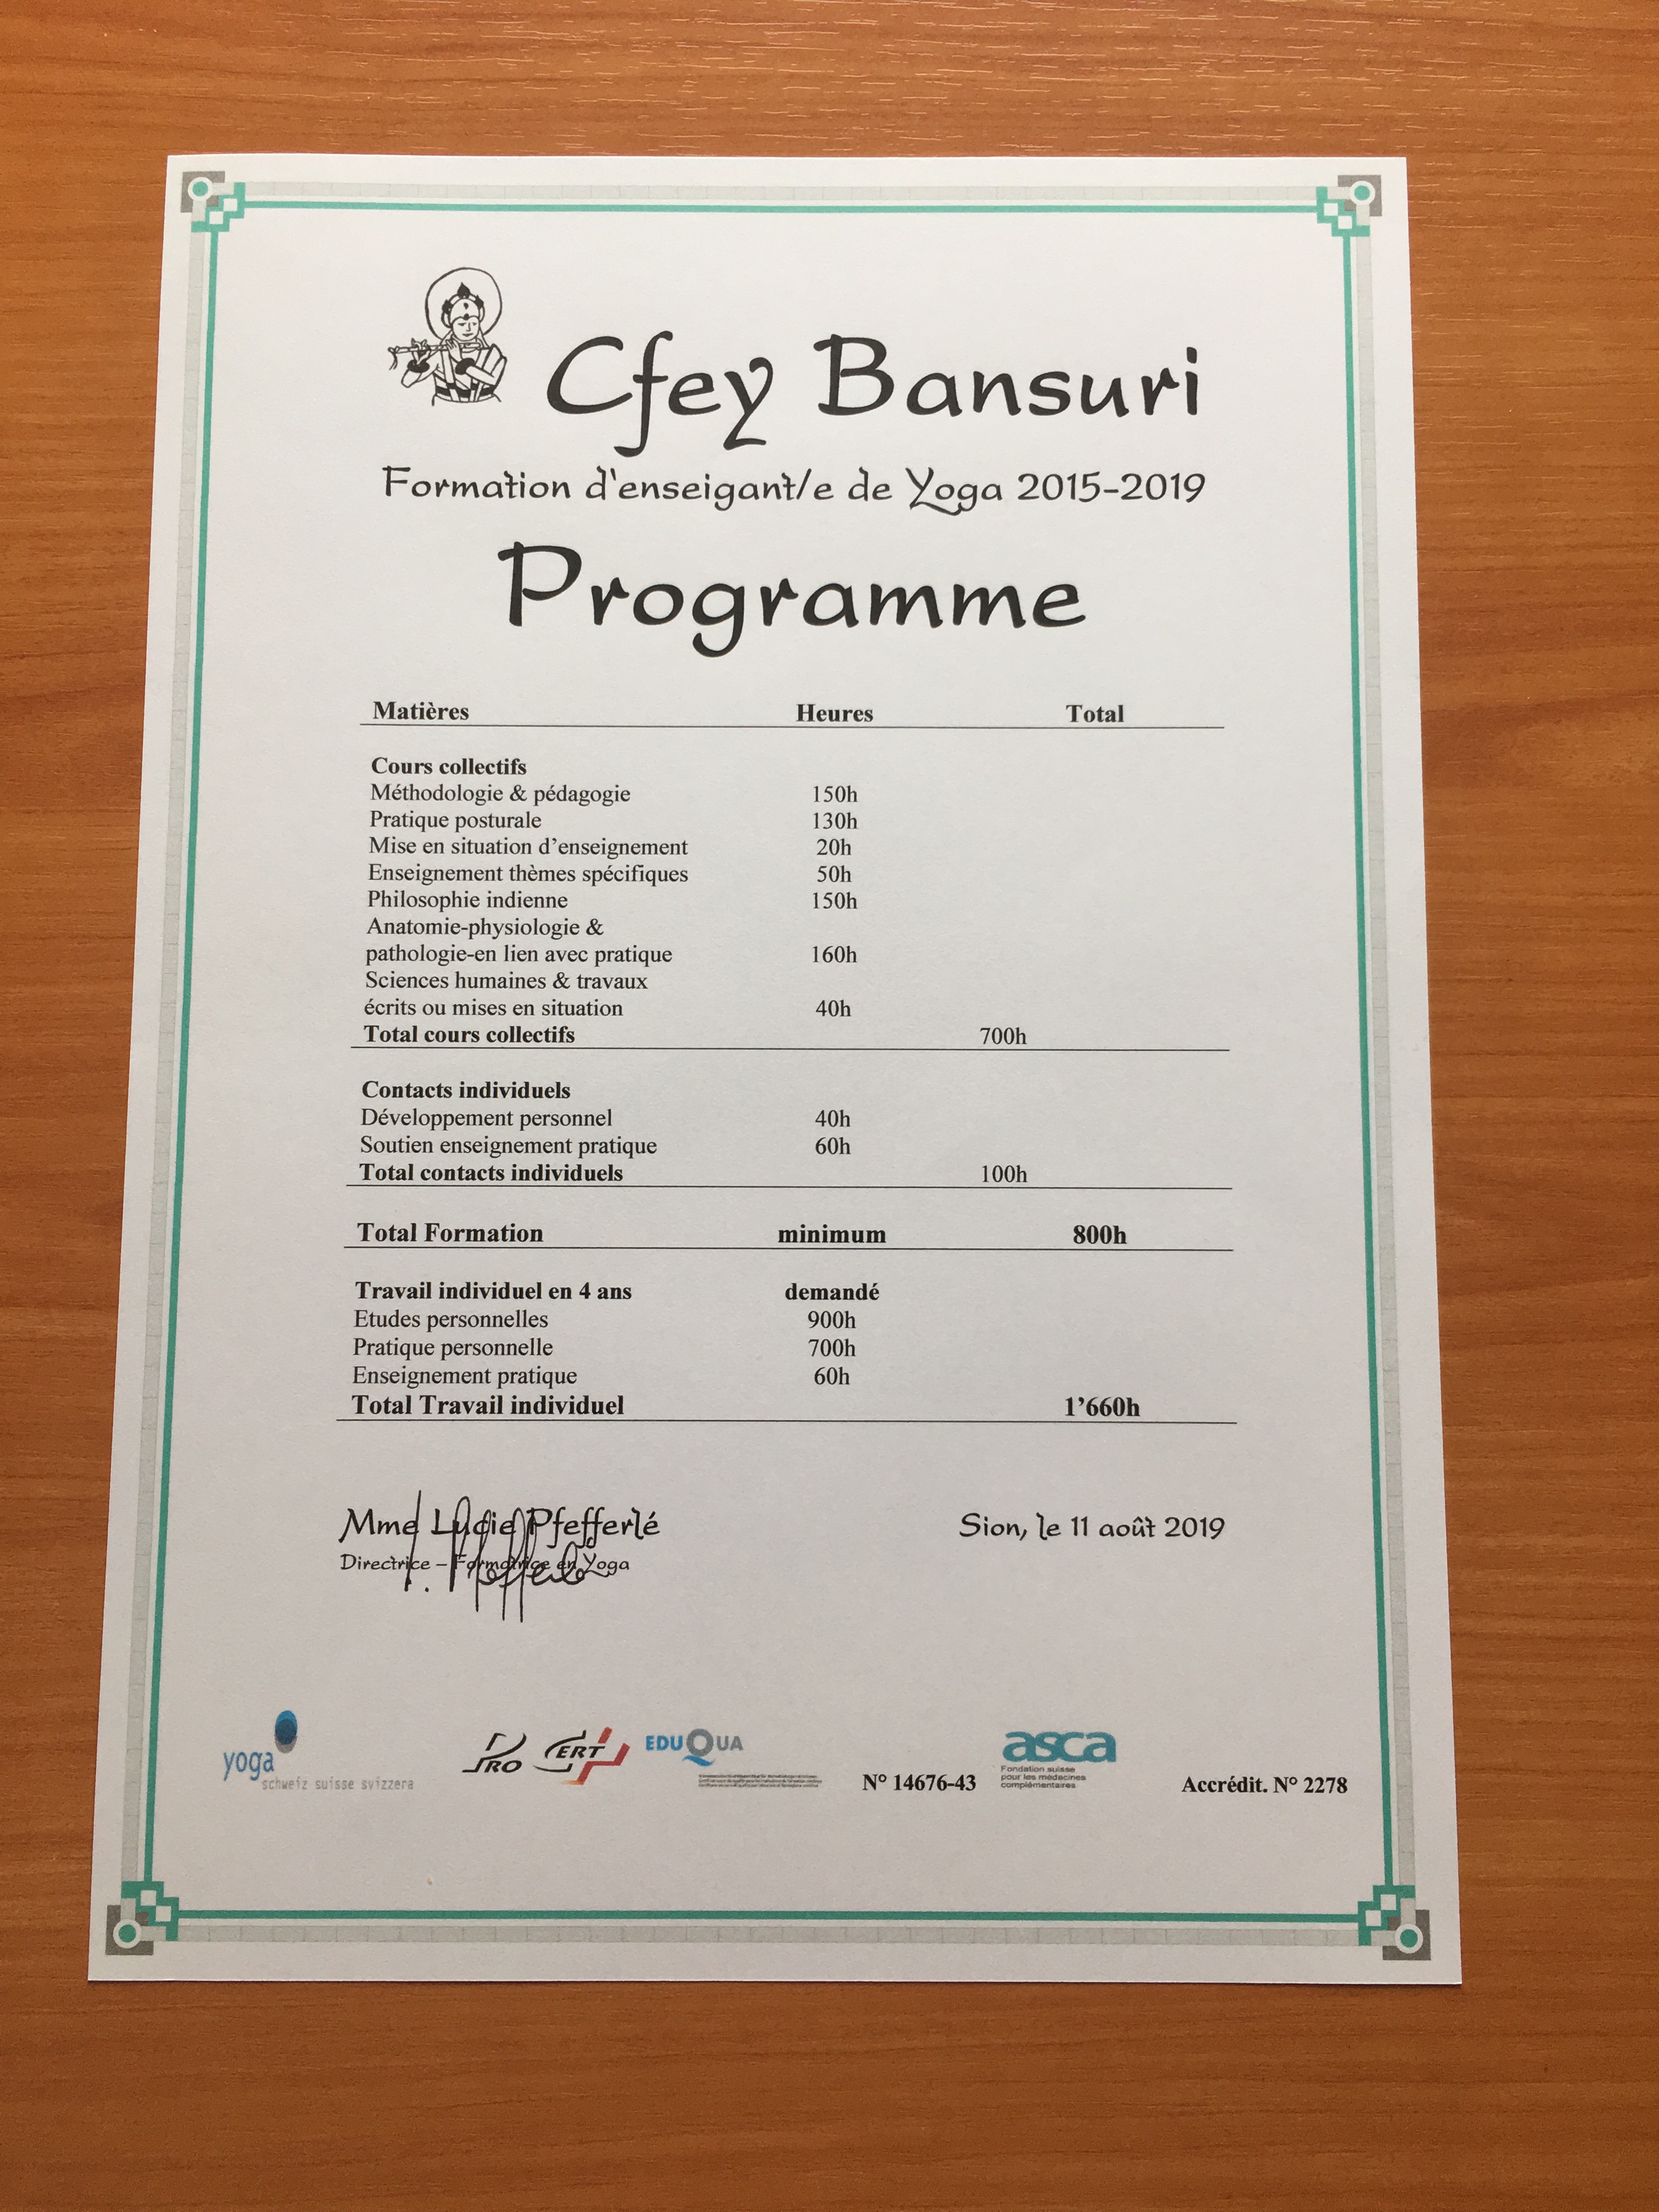 Cfey Bansuri
Formation d'enseigant/e de Yoga 2015-2019
Programme
Matières Heures Total
Cours collectifs
Méthodologie & pédagogie 150h
Pratique posturale 130h
Mise en situation d’enseignement 20h
Enseignement thèmes spécifiques 50h
Philosophie indienne 150h
Anatomie-physiologie &
pathologie-en lien avec pratique 160h
Sciences humaines & travaux
écrits ou mises en situation 40h
Total cours collectifs 700h
Contacts individuels
Développement personnel 40h
Soutien enseignement pratique 60h
Total contacts individuels 100h
Total Formation minimum 800h
Travail individuel en 4 ans demandé
Etudes personnelles 900h
Pratique personnelle 700h
Enseignement pratique 60h
Total Travail individuel 1’660h
Mme Lucie Pfefferlé Sion, le 11 août 2019
Directrice – Formatrice en Yoga
yoga
schweiz suisse svizzera
PRO CERT
EDUQUA
N° 14676-43
asca
Fondation suisse
pour les médecines
complémentaires
Accrédit. N° 2278